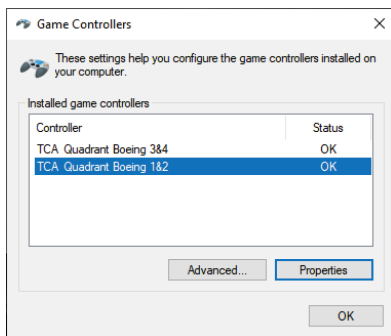 Game Controllers
These settings help you configure the game controllers installed on
your computer.
Installed game controllers
Controller Status
TCA Quadrant Boeing 3&4 OK
TCA Quadrant Boeing 1&2 OK
Advanced... Properties
OK